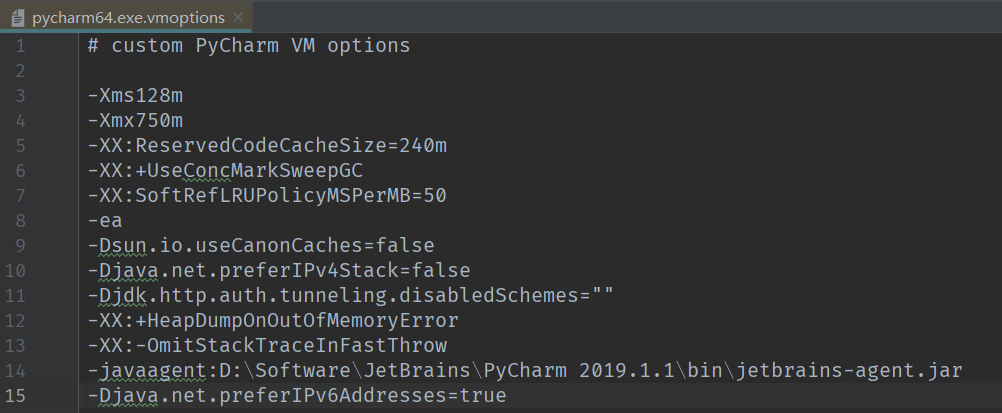 pycharm64.exe.vmoptions
1 # custom PyCharm VM options
2
3 -Xms128m
4 -Xmx750m
5 -XX:ReservedCodeCacheSize=240m
6 -XX:+UseConcMarkSweepGC
7 -XX:SoftRefLRUPolicyMSPerMB=50
8 -ea
9 -Dsun.io.useCanonCaches=false
10 -Djava.net.preferIPv4Stack=false
11 -Djdk.http.auth.tunneling.disabledSchemes=""
12 -XX:+HeapDumpOnOutOfMemoryError
13 -XX:-OmitStackTraceInFastThrow
14 -javaagent:D:\Software\JetBrains\PyCharm 2019.1.1\bin\jetbrains-agent.jar
15 -Djava.net.preferIPv6Addresses=true